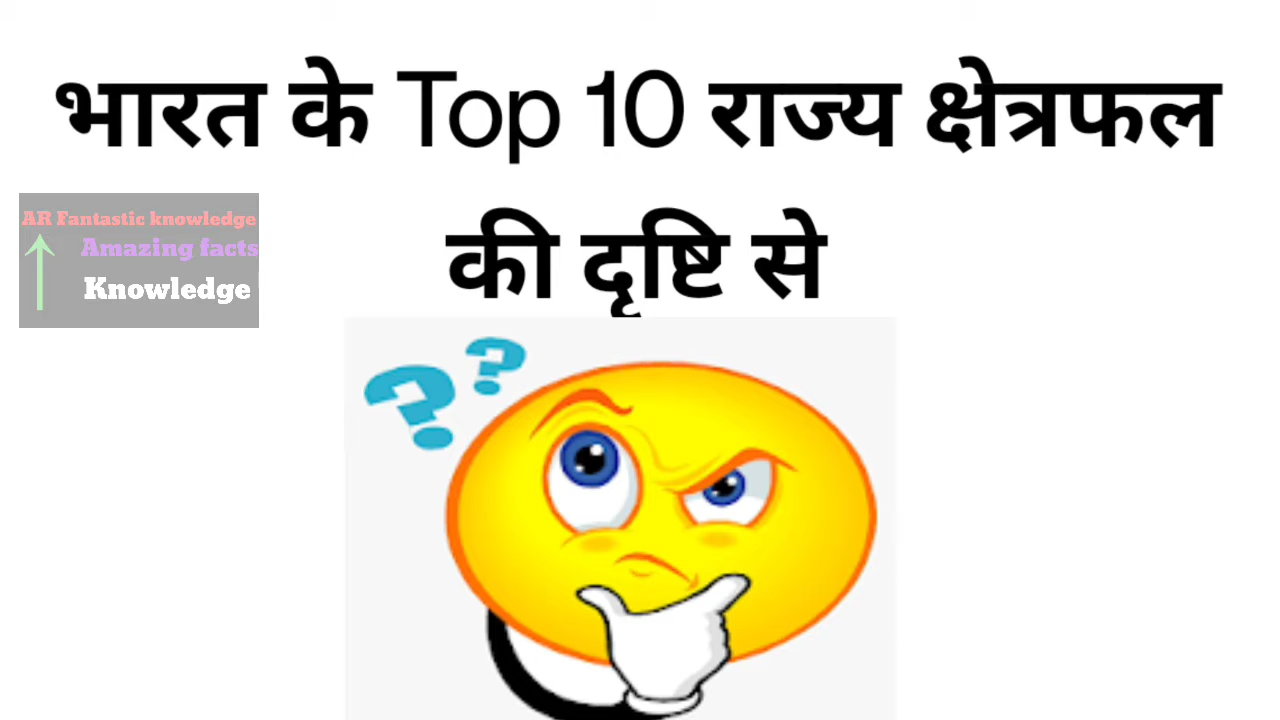 भारत के Top 10 राज्य क्षेत्रफल
की दृष्टि से
AR Fantastic knowledge
Amazing facts
Knowledge
? ?